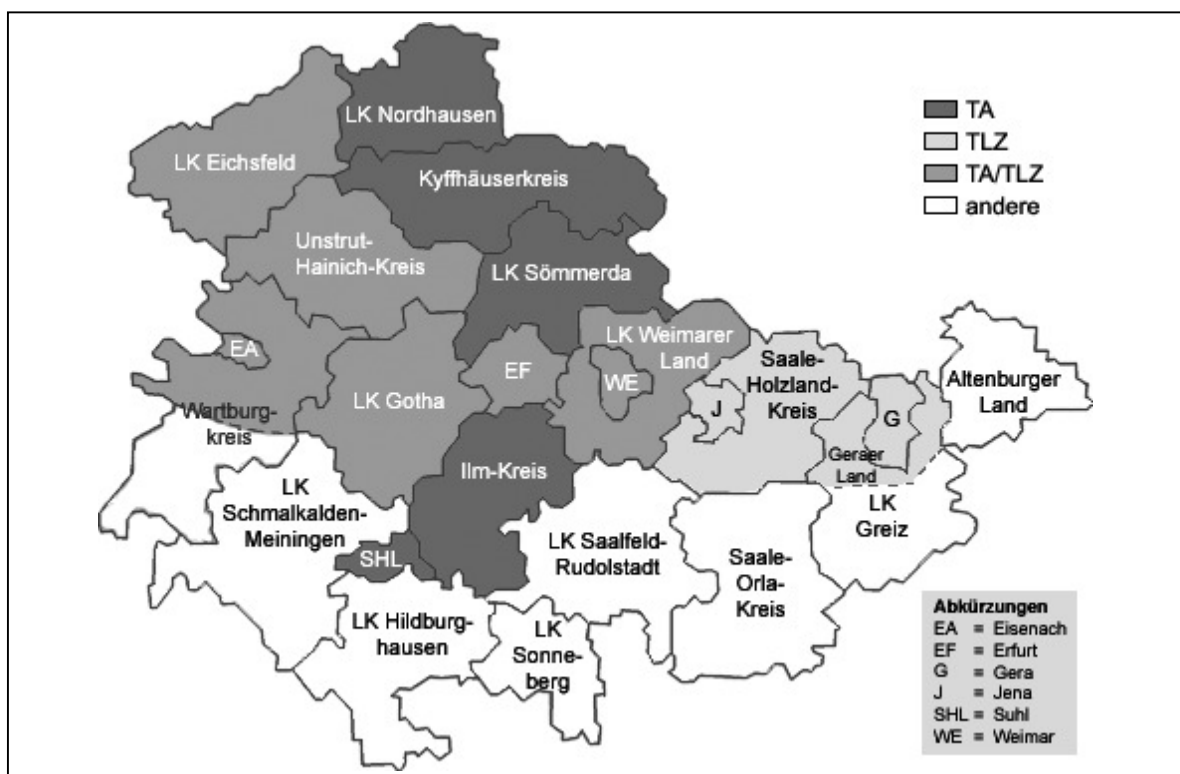 TA
TLZ
TA/TLZ
andere
LK Nordhausen
LK Eichsfeld
Kyffhäuserkreis
Unstrut-
Hainich-Kreis
LK Sömmerda
LK Weimarer
Land
EA
EF
WE
Saale-
Holzland-
Kreis
Altenburger
Land
LK Gotha
J
G
Wartburg-
kreis
Geraer
Land
Ilm-Kreis
LK
Schmalkalden-
Meiningen
LK
Greiz
SHL
LK Saalfeld-
Rudolstadt
Saale-
Orla-
Kreis
LK Hildburg-
hausen
LK
Sonne-
berg
Abkürzungen
EA = Eisenach
EF = Erfurt
G = Gera
J = Jena
SHL = Suhl
WE = Weimar